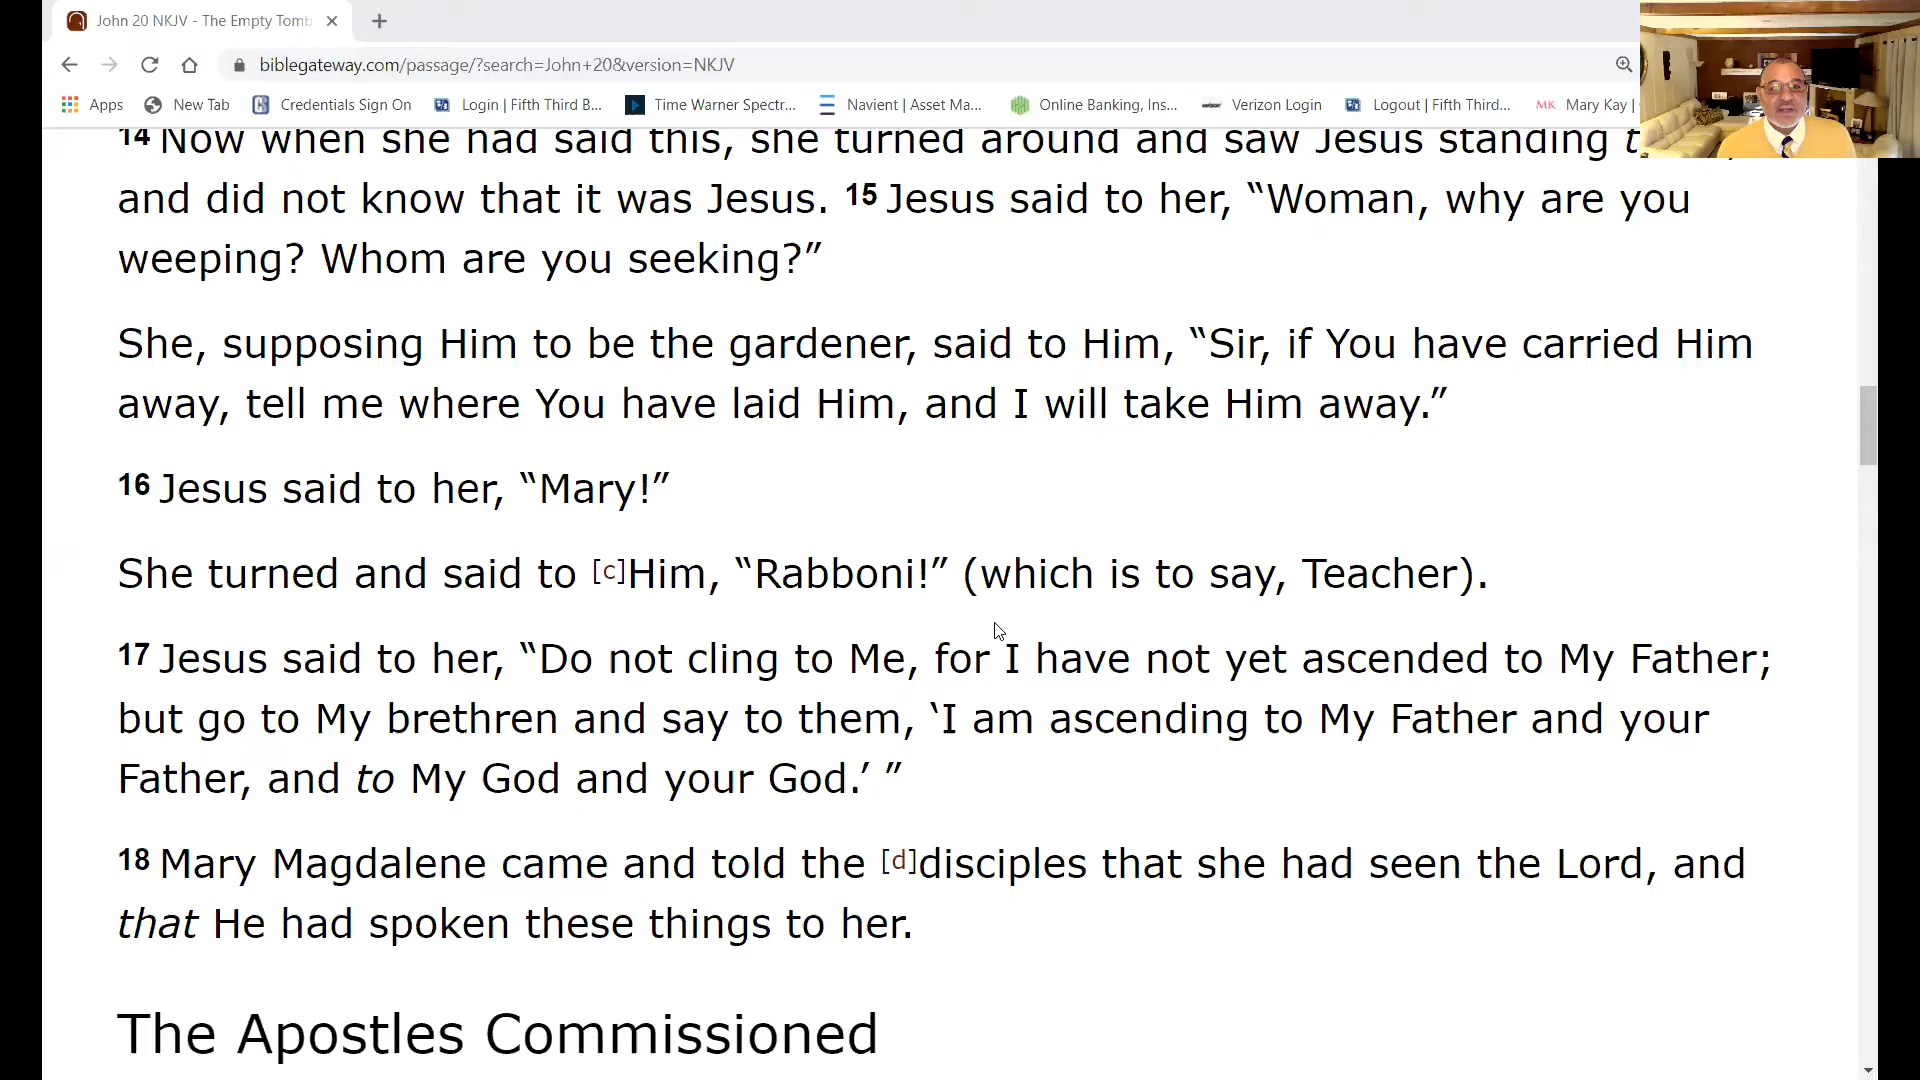 John 20 NKJV - The Empty Tomb
biblegateway.com/passage/?search=John+20&version=NKJV
Apps New Tab Credentials Sign On Login | Fifth Third B... Time Warner Spectr... Navient | Asset Ma... Online Banking, Ins... Verizon Login Logout | Fifth Third... MK Mary Kay |
14 Now when she had said this, she turned around and saw Jesus standing
and did not know that it was Jesus. 15 Jesus said to her, “Woman, why are you
weeping? Whom are you seeking?”
She, supposing Him to be the gardener, said to Him, “Sir, if You have carried Him
away, tell me where You have laid Him, and I will take Him away.”
16 Jesus said to her, “Mary!”
She turned and said to [c]Him, “Rabboni!” (which is to say, Teacher).
17 Jesus said to her, “Do not cling to Me, for I have not yet ascended to My Father;
but go to My brethren and say to them, ‘I am ascending to My Father and your
Father, and to My God and your God.’ ”
18 Mary Magdalene came and told the [d]disciples that she had seen the Lord, and
that He had spoken these things to her.
The Apostles Commissioned